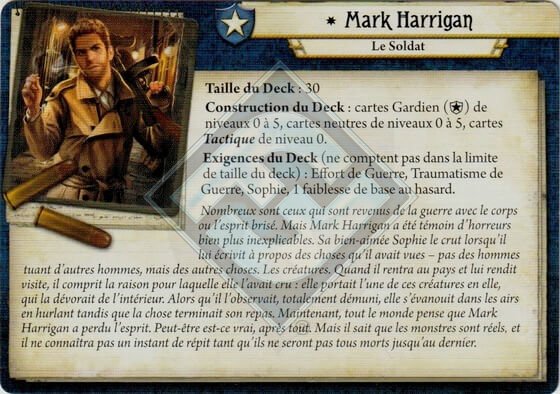 Mark Harrigan
Le Soldat
Taille du Deck : 30
Construction du Deck : cartes Gardien () de
niveaux 0 à 5, cartes neutres de niveaux 0 à 5, cartes
Tactique de niveau 0.
Exigences du Deck (ne comptent pas dans la limite
de taille du deck) : Effort de Guerre, Traumatisme de
Guerre, Sophie, 1 faiblesse de base au hasard.
Nombreux sont ceux qui sont revenus de la guerre avec le corps
ou l'esprit brisé. Mais Mark Harrigan a été témoin d'horreurs
bien plus inexplicables. Sa bien-aimée Sophie le crut lorsqu'il
lui écrivit à propos des choses qu'il avait vues – pas des hommes
tuant d'autres hommes, mais des autres choses. Les créatures. Quand il rentra au pays et lui rendit
visite, il comprit la raison pour laquelle elle l'avait cru : elle portait l'une de ces créatures en elle,
qui la dévorait de l'intérieur. Alors qu'il l'observait, totalement démuni, elle s'évanouit dans les airs
en hurlant tandis que la chose terminait son repas. Maintenant, tout le monde pense que Mark
Harrigan a perdu l'esprit. Peut-être est-ce vrai, après tout. Mais il sait que les monstres sont réels, et
il ne connaîtra pas un instant de répit tant qu'ils ne seront pas tous morts jusqu'au dernier.